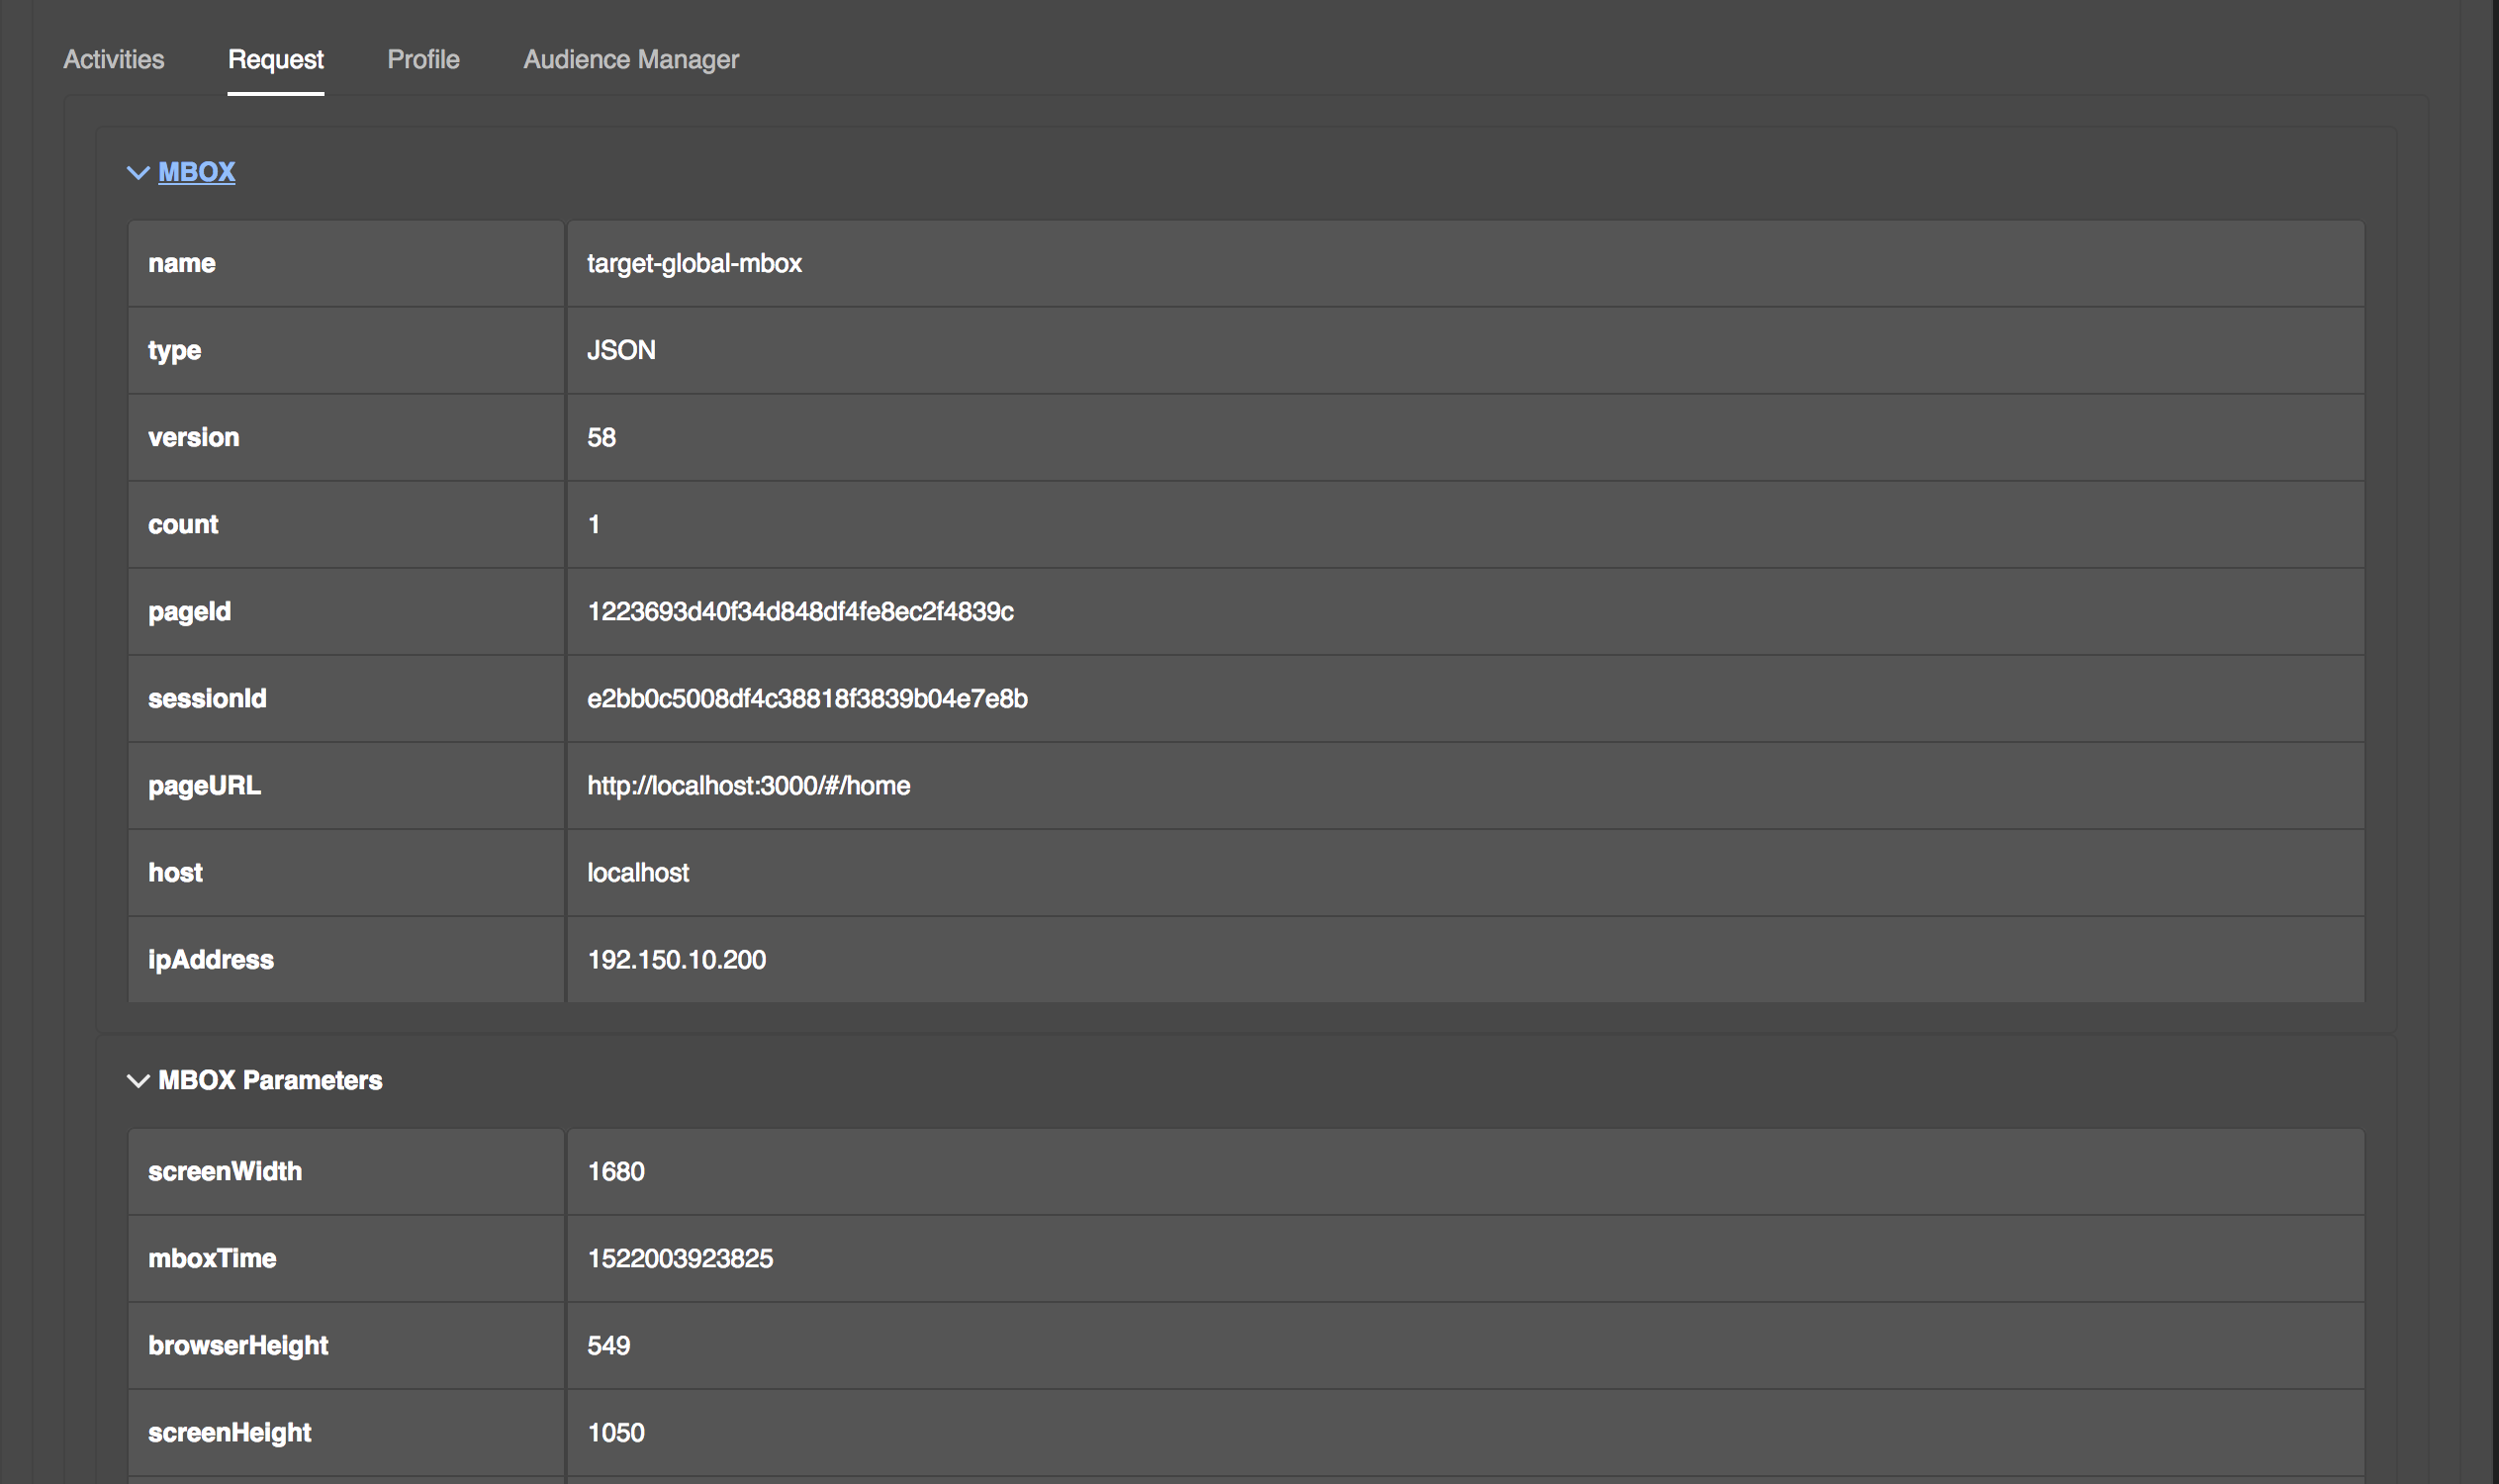 Activities Request Profile Audience Manager
MBOX
name target-global-mbox
type JSON
version 58
count 1
pageId 1223693d40f34d848df4fe8ec2f4839c
sessionId e2bb0c5008df4c38818f3839b04e7e8b
pageURL http://localhost:3000/#/home
host localhost
ipAddress 192.150.10.200
MBOX Parameters
screenWidth 1680
mboxTime 1522003923825
browserHeight 549
screenHeight 1050